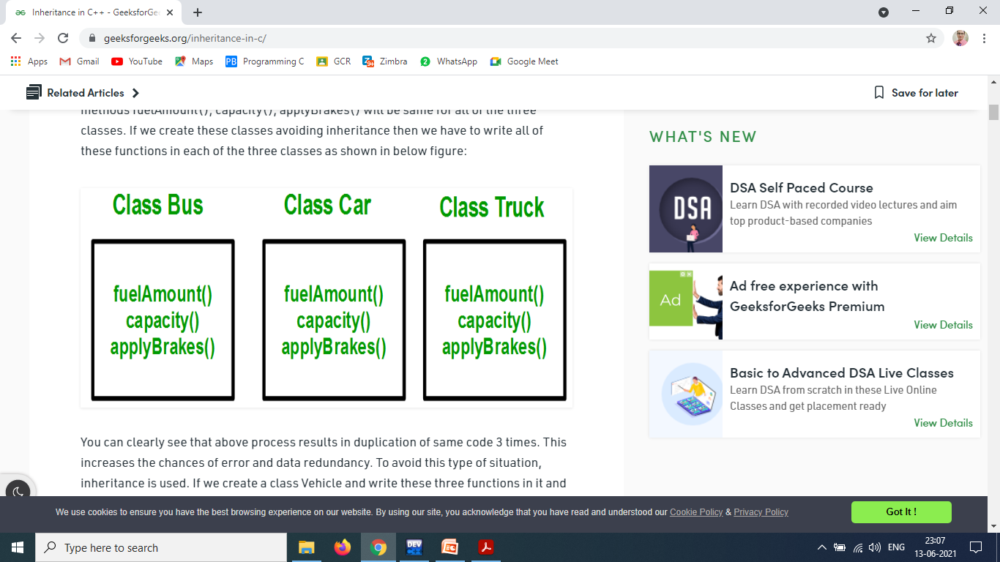 Inheritance in C++ - GeeksforGe
geeksforgeeks.org/inheritance-in-c/
Apps
Gmail
YouTube
Maps
PB Programming C
GCR
Zimbra
2 WhatsApp
Google Meet
Related Articles
Save for later
methods fuelAmount(), capacity(), applyBrakes() will be same for all of the three
classes. If we create these classes avoiding inheritance then we have to write all of
these functions in each of the three classes as shown in below figure:
Class Bus
Class Car
Class Truck
fuelAmount()
capacity()
applyBrakes()
fuelAmount()
capacity()
applyBrakes()
fuelAmount()
capacity()
applyBrakes()
You can clearly see that above process results in duplication of same code 3 times. This
increases the chances of error and data redundancy. To avoid this type of situation,
inheritance is used. If we create a class Vehicle and write these three functions in it and
WHAT'S NEW
DSA
DSA Self Paced Course
Learn DSA with recorded video lectures and aim
top product-based companies
View Details
Ad
Ad free experience with
GeeksforGeeks Premium
View Details
Basic to Advanced DSA Live Classes
Learn DSA from scratch in these Live Online
Classes and get placement ready
View Details
We use cookies to ensure you have the best browsing experience on our website. By using our site, you acknowledge that you have read and understood our Cookie Policy & Privacy Policy
Got It !
Type here to search
DEV
ENG
23:07
13-06-2021